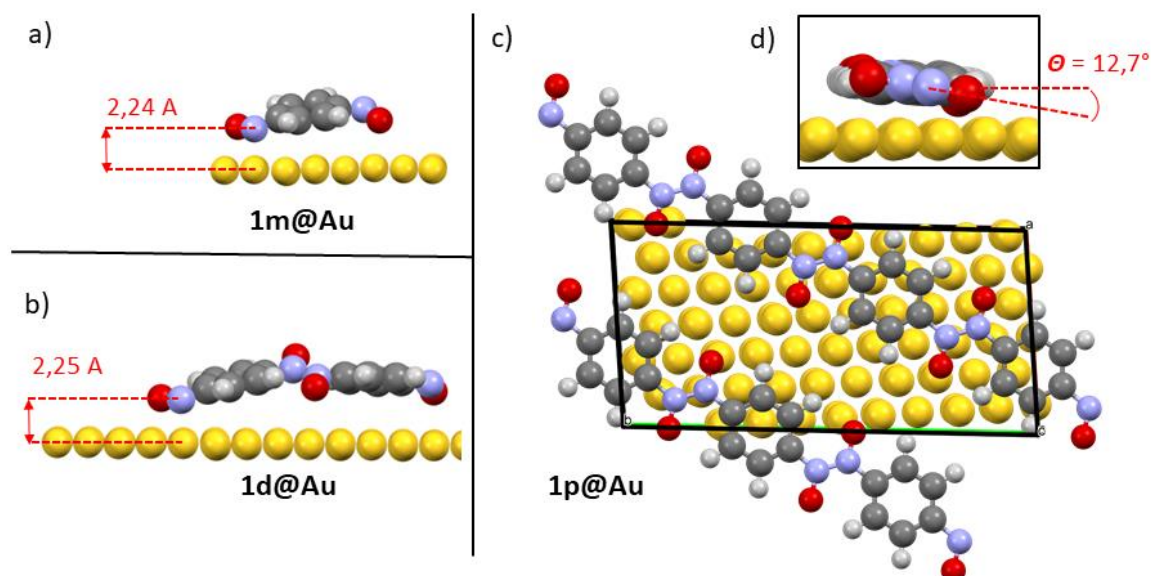 a)
2,24 A
1m@Au
b)
2,25 A
1d@Au
c)
d)
Θ = 12,7°
a
b
c
1p@Au